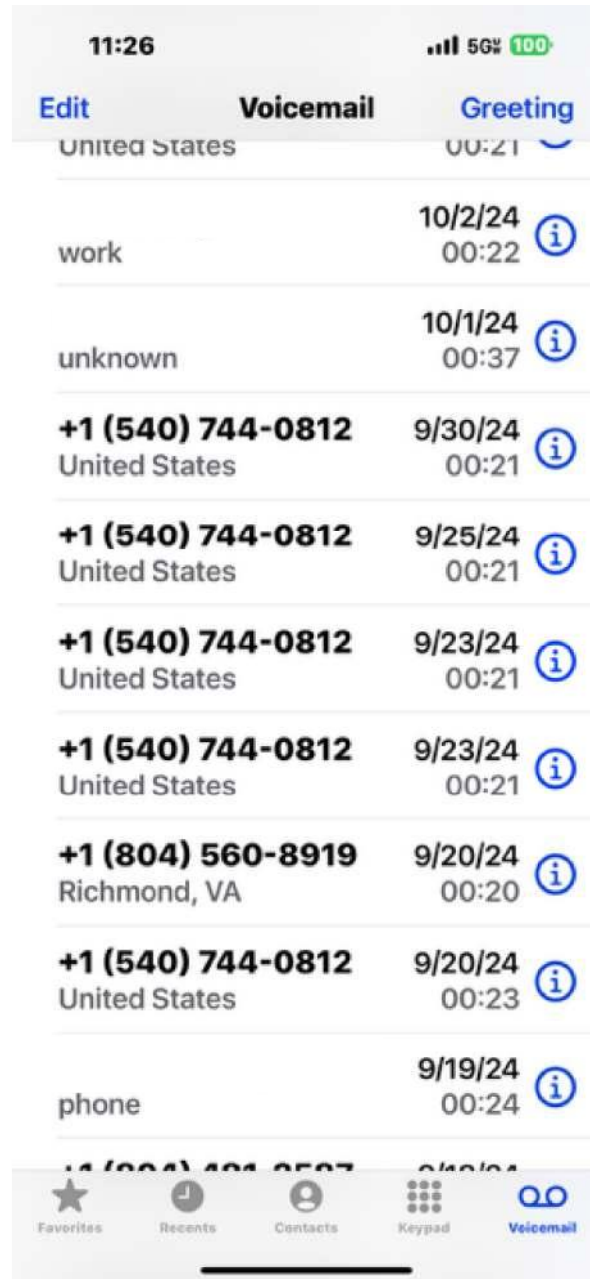 11:26 5G 100
Edit Voicemail Greeting
United States 00:21
10/2/24
work 00:22
10/1/24
unknown 00:37
+1 (540) 744-0812 9/30/24
United States 00:21
+1 (540) 744-0812 9/25/24
United States 00:21
+1 (540) 744-0812 9/23/24
United States 00:21
+1 (540) 744-0812 9/23/24
United States 00:21
+1 (804) 560-8919 9/20/24
Richmond, VA 00:20
+1 (540) 744-0812 9/20/24
United States 00:23
9/19/24
phone 00:24
Favorites Recents Contacts Keypad Voicemail